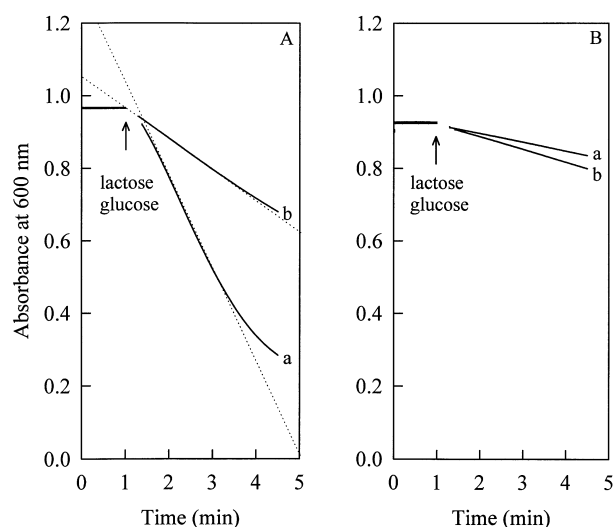 A
Absorbance at 600 nm
1.2
1.0
0.8
0.6
0.4
0.2
0.0
lactose
glucose
b
a
0 1 2 3 4 5
Time (min)
B
1.2
1.0
0.8
0.6
0.4
0.2
0.0
lactose
glucose
a
b
0 1 2 3 4 5
Time (min)